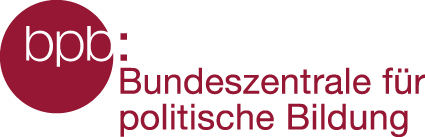 bpb:
Bundeszentrale für
politische Bildung